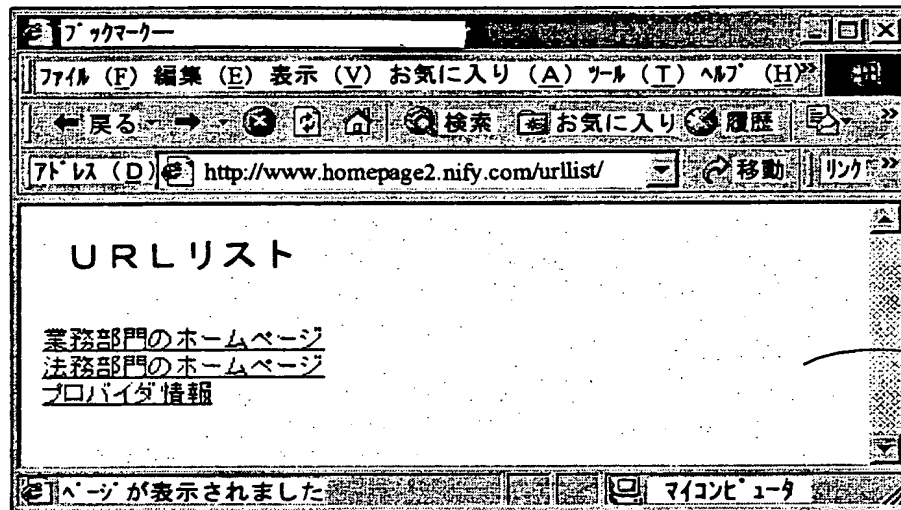 ﾌﾞｯｸﾏｰｸー
ﾌｧｲﾙ (F) 編集 (E) 表示 (V) お気に入り (A) ﾂｰﾙ (T) ﾍﾙﾌﾟ (H)»
戻る 検索 お気に入り 履歴 »
ｱﾄﾞﾚｽ (D) http://www.homepage2.nify.com/urllist/ 移動 ﾘﾝｸ »
URLリスト
業務部門のホームページ
法務部門のホームページ
プロバイダ情報
ﾍﾟｰｼﾞが表示されました ﾏｲｺﾝﾋﾟｭｰﾀ